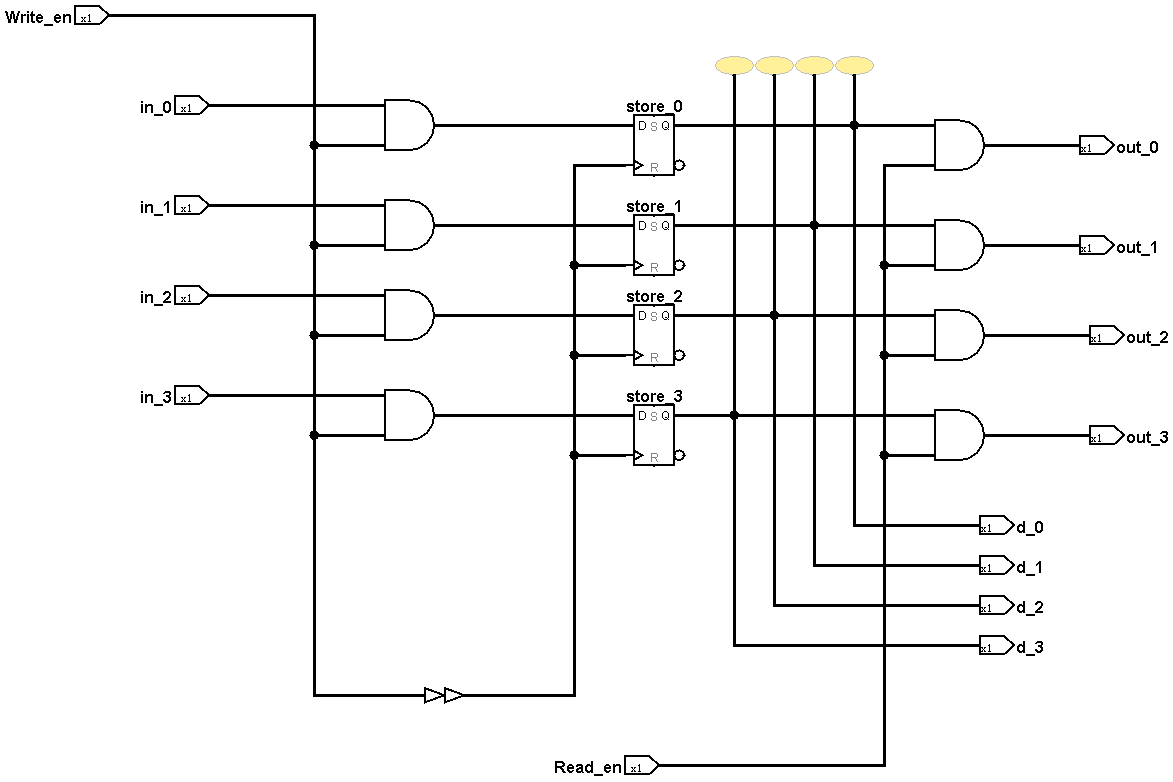 Write_en x1
in_0 x1
store_0
D S Q
R
x1 out_0
in_1 x1
store_1
D S Q
R
x1 out_1
in_2 x1
store_2
D S Q
R
x1 out_2
in_3 x1
store_3
D S Q
R
x1 out_3
x1 d_0
x1 d_1
x1 d_2
x1 d_3
Read_en x1